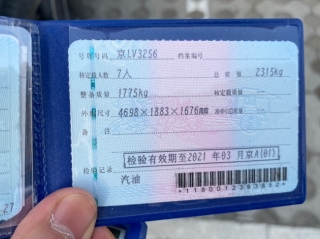 号牌号码 京LV3256 档案编号
核定载人数 7人 总质量 2315kg
整备质量 1775kg 核定载质量
外廓尺寸 4698×1883×1676mm 准牵引总质量
备注
检验有效期至2021年03月京A(01)
检验记录 汽油
.27